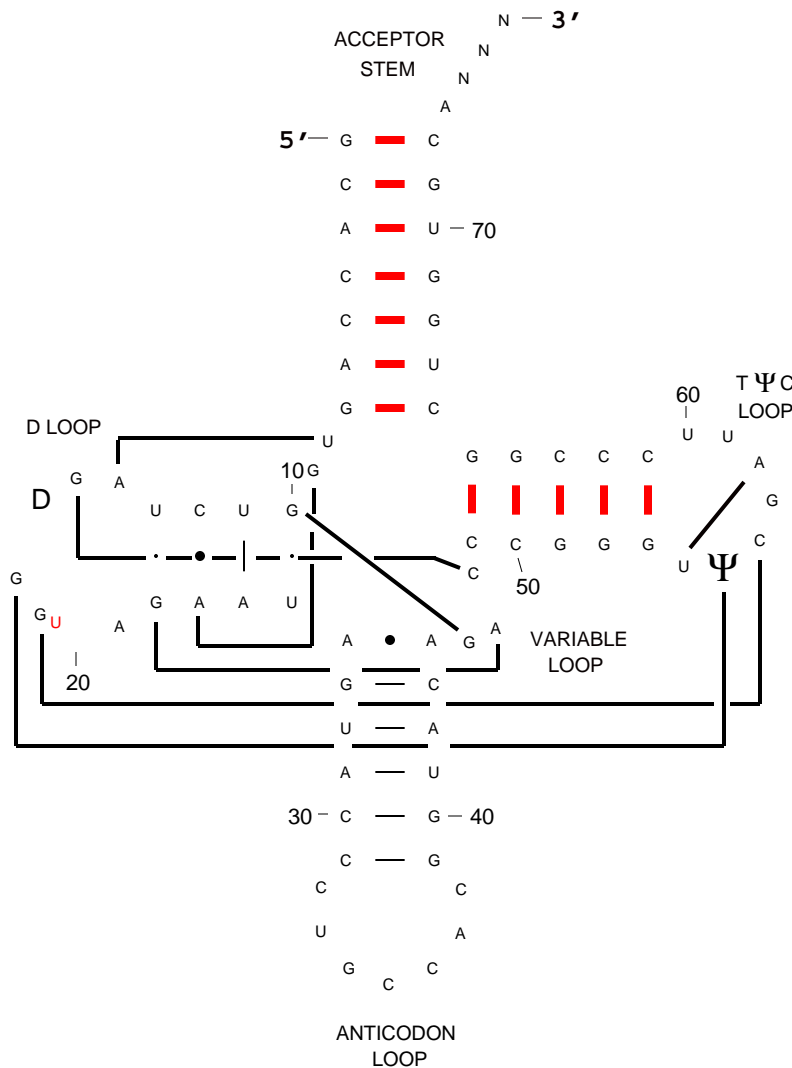 N 3'
ACCEPTOR N
STEM N
A
5' G C
C G
A U 70
C G
C G
A U
T Ψ C
60
G C LOOP
D LOOP U U U
G G C C C A
10 G
G A
D U C U G G
C C G G G C
U Ψ
G C
50
G A A U
G U A
A A G A VARIABLE
LOOP
20 G C
U A
A U
30 C G 40
C G
C C
U A
G C C
ANTICODON
LOOP